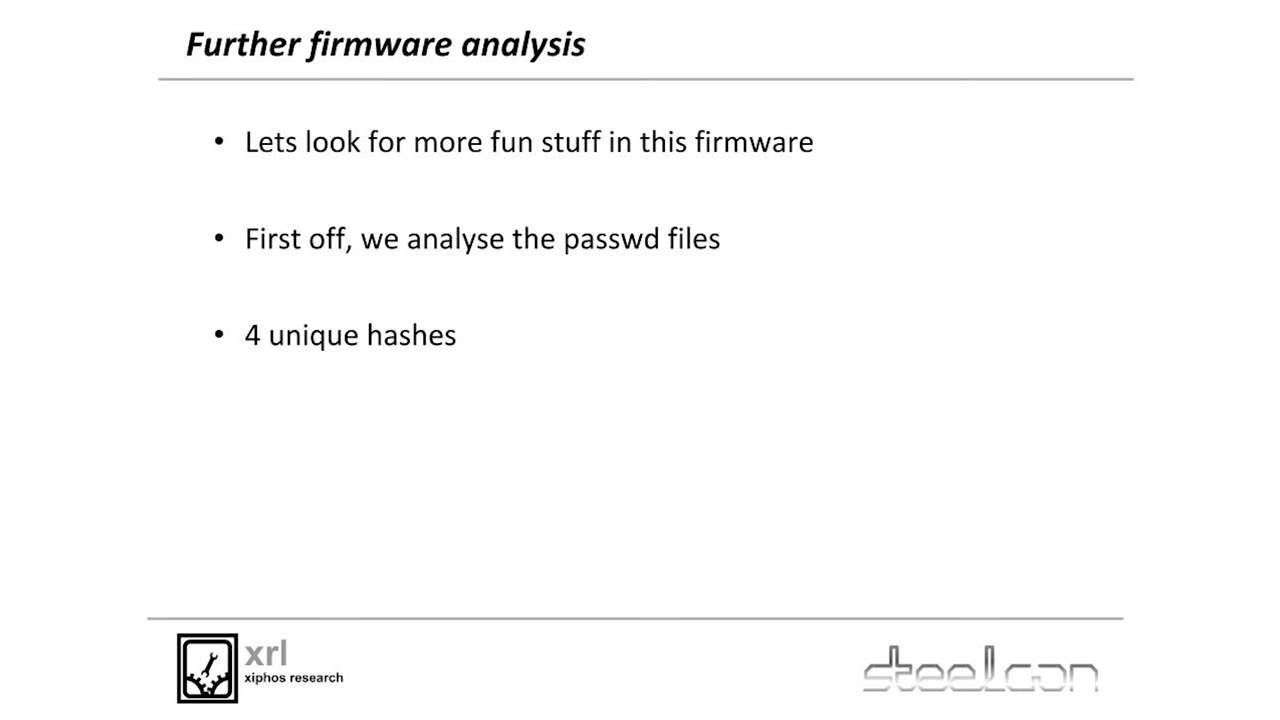 Further firmware analysis
• Lets look for more fun stuff in this firmware
• First off, we analyse the passwd files
• 4 unique hashes
xrl
xiphos research
steelcon